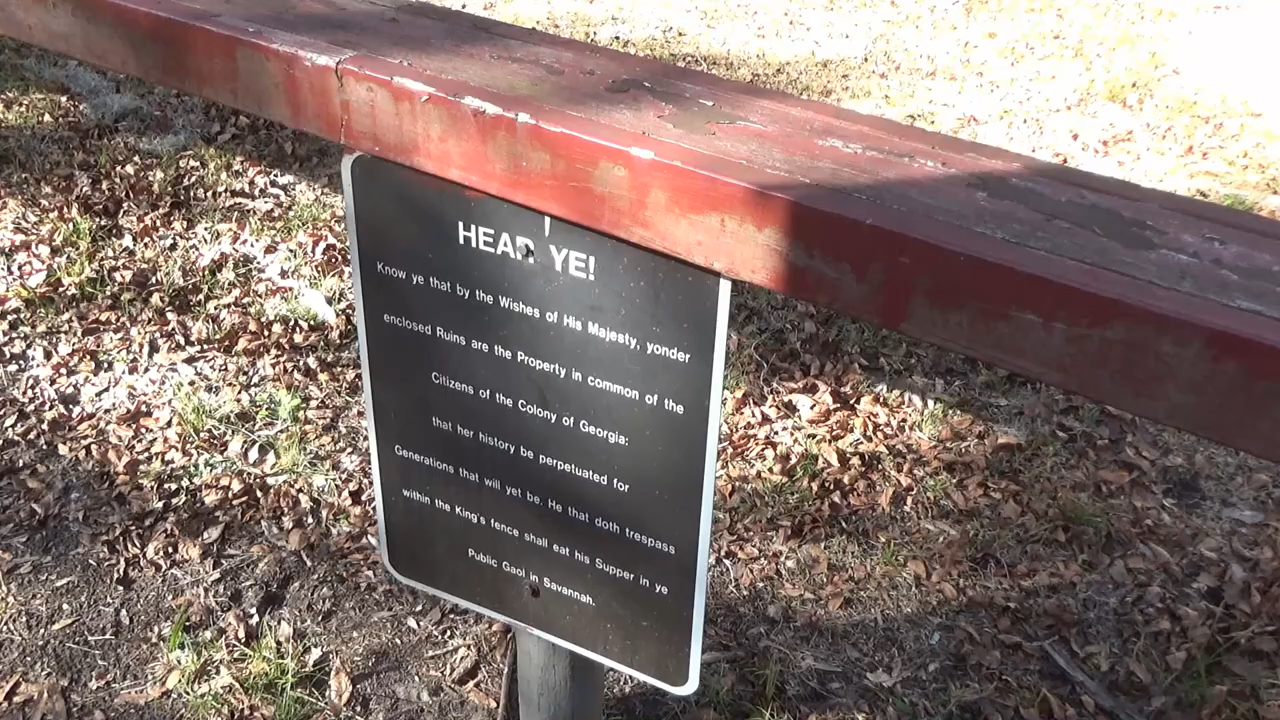 HEAR YE!
Know ye that by the Wishes of His Majesty, yonder
enclosed Ruins are the Property in common of the
Citizens of the Colony of Georgia:
that her history be perpetuated for
Generations that will yet be. He that doth trespass
within the King's fence shall eat his Supper in ye
Public Gaol in Savannah.